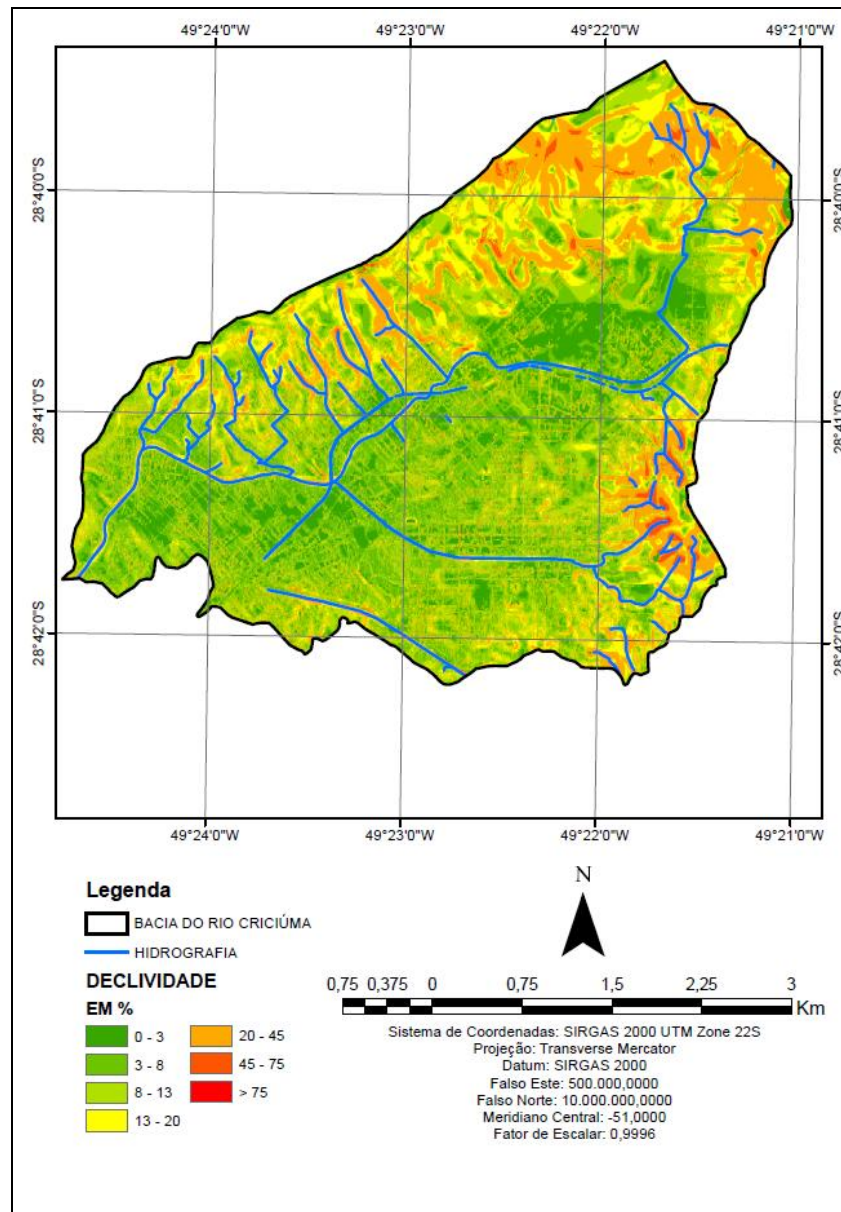 49°24'0"W 49°23'0"W 49°22'0"W 49°21'0"W
28°40'0"S
28°40'0"S
28°41'0"S
28°41'0"S
28°42'0"S
28°42'0"S
49°24'0"W 49°23'0"W 49°22'0"W 49°21'0"W
Legenda
BACIA DO RIO CRICIÚMA
HIDROGRAFIA
DECLIVIDADE
EM %
0 - 3
3 - 8
8 - 13
13 - 20
20 - 45
45 - 75
> 75
N
0,75 0,375 0 0,75 1,5 2,25 3
Km
Sistema de Coordenadas: SIRGAS 2000 UTM Zone 22S
Projeção: Transverse Mercator
Datum: SIRGAS 2000
Falso Este: 500.000,0000
Falso Norte: 10.000.000,0000
Meridiano Central: -51,0000
Fator de Escalar: 0,9996